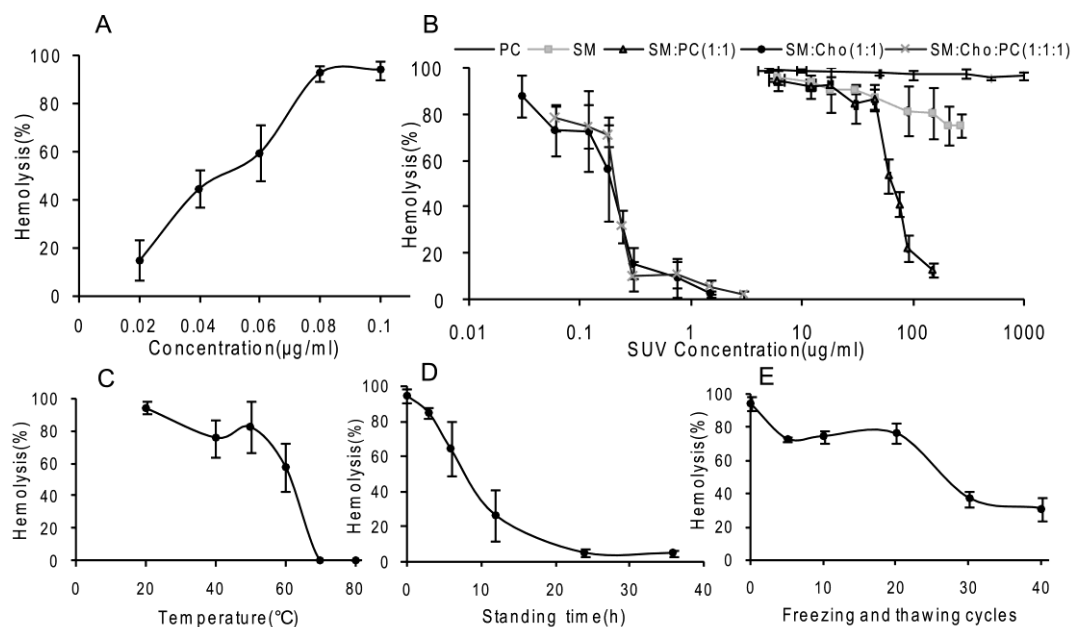 A
Hemolysis(%)
100
80
60
40
20
0
0 0.02 0.04 0.06 0.08 0.1
Concentration(µg/ml)
B
PC SM SM:PC(1:1) SM:Cho(1:1) SM:Cho:PC(1:1:1)
Hemolysis(%)
100
80
60
40
20
0
0.01 0.1 1 10 100 1000
SUV Concentration(ug/ml)
C
Hemolysis(%)
100
80
60
40
20
0
0 20 40 60 80
Temperature(°C)
D
Hemolysis(%)
100
80
60
40
20
0
0 10 20 30 40
Standing time(h)
E
Hemolysis(%)
100
80
60
40
60
80
0 10 20 30 40
Freezing and thawing cycles